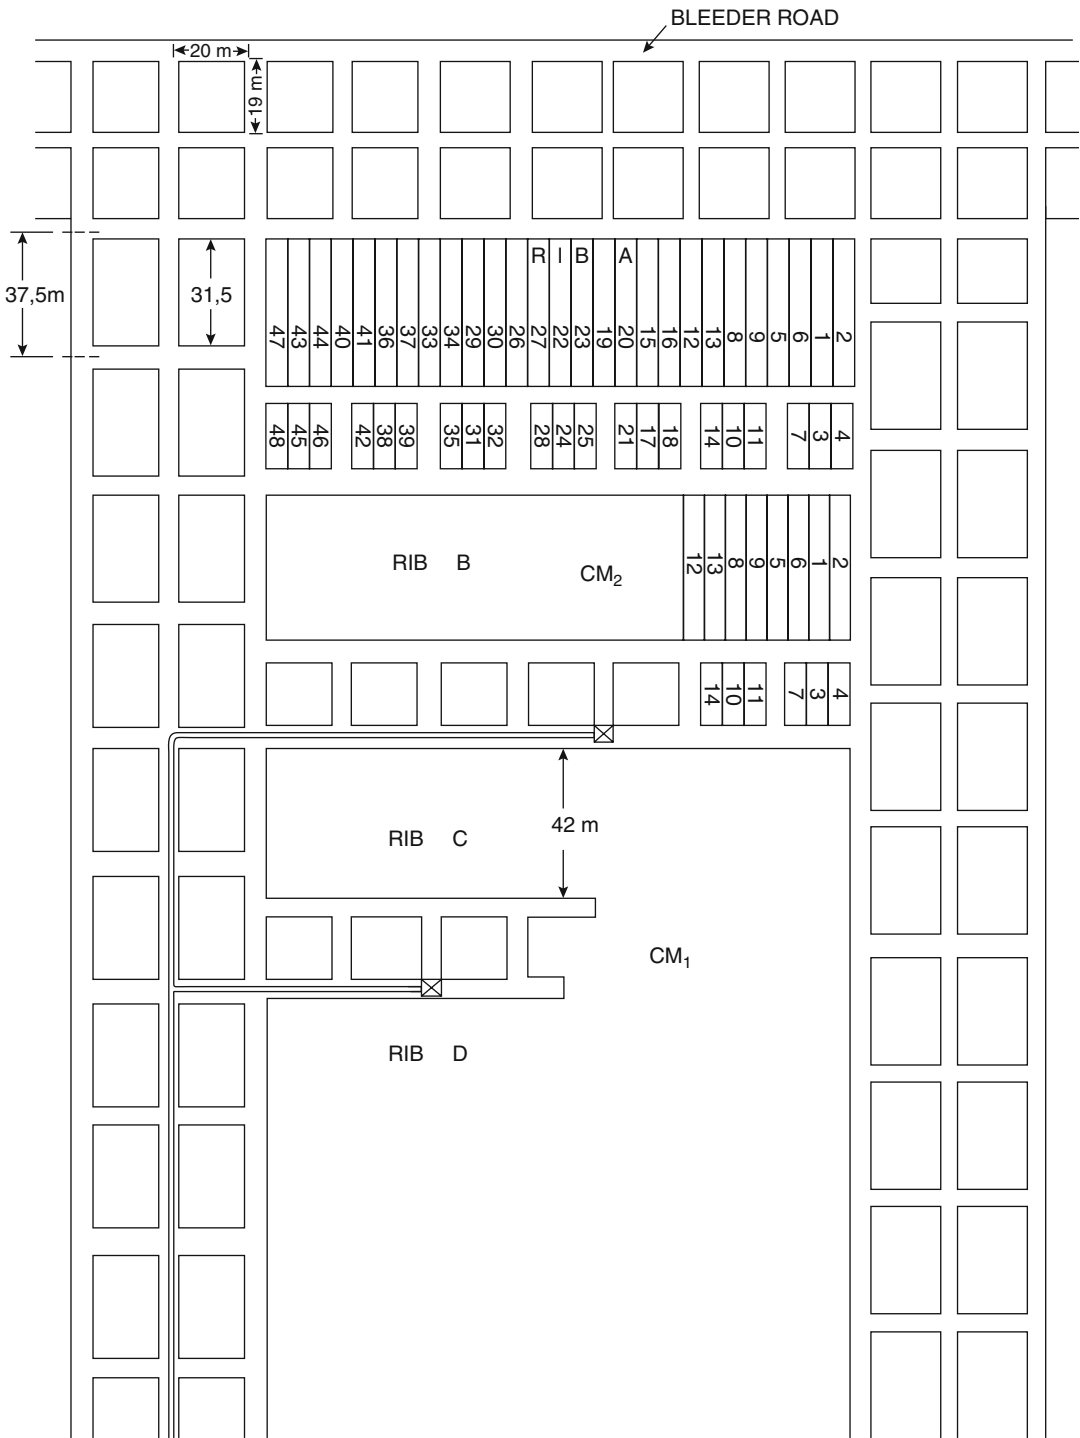 BLEEDER ROAD
20 m
19 m
37,5m
31,5
R I B A
47 43 44 40 41 36 37 33 34 29 30 26 27 22 23 19 20 15 16 12 13 8 9 5 6 1 2
48 45 46 42 38 39 35 31 32 28 24 25 21 17 18 14 10 11 7 3 4
RIB B
CM₂
12 13 8 9 5 6 1 2
14 10 11 7 3 4
RIB C
42 m
CM₁
RIB D